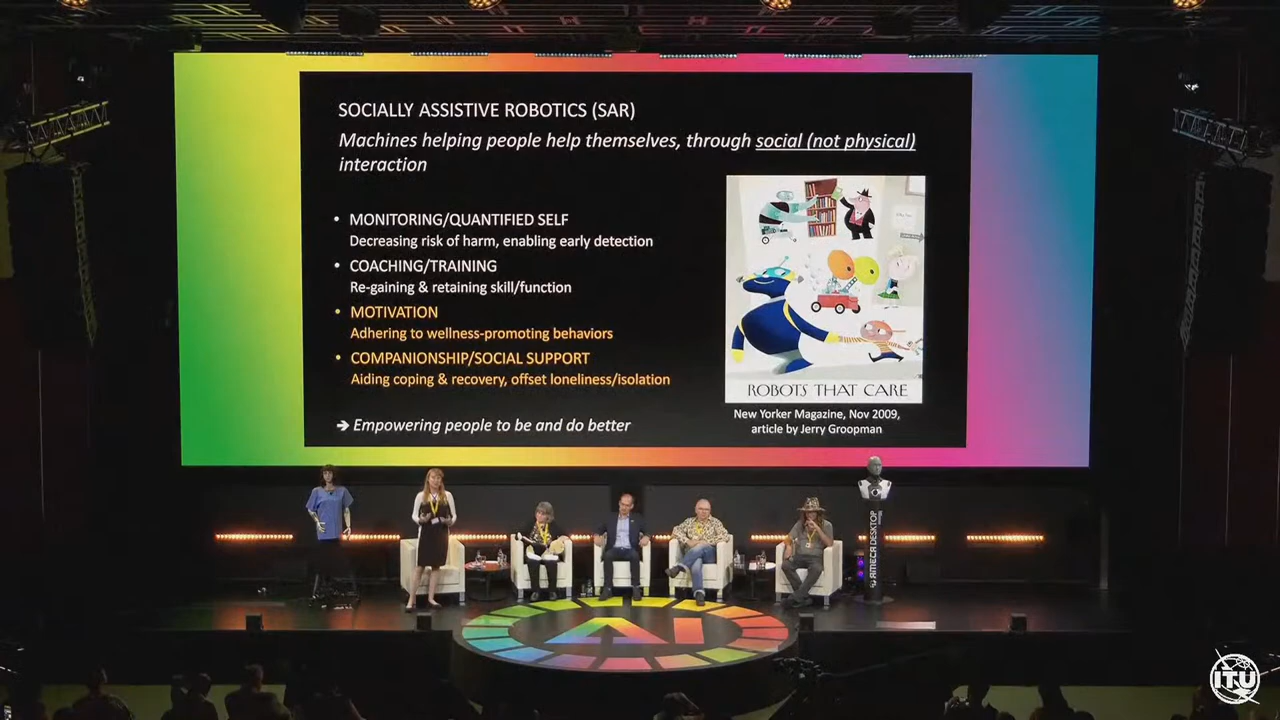 SOCIALLY ASSISTIVE ROBOTICS (SAR)
Machines helping people help themselves, through social (not physical)
interaction
• MONITORING/QUANTIFIED SELF
Decreasing risk of harm, enabling early detection
• COACHING/TRAINING
Re-gaining & retaining skill/function
• MOTIVATION
Adhering to wellness-promoting behaviors
• COMPANIONSHIP/SOCIAL SUPPORT
Aiding coping & recovery, offset loneliness/isolation
➔ Empowering people to be and do better
ROBOTS THAT CARE
New Yorker Magazine, Nov 2009,
article by Jerry Groopman
AMECA DESKTOP
AI
ITU